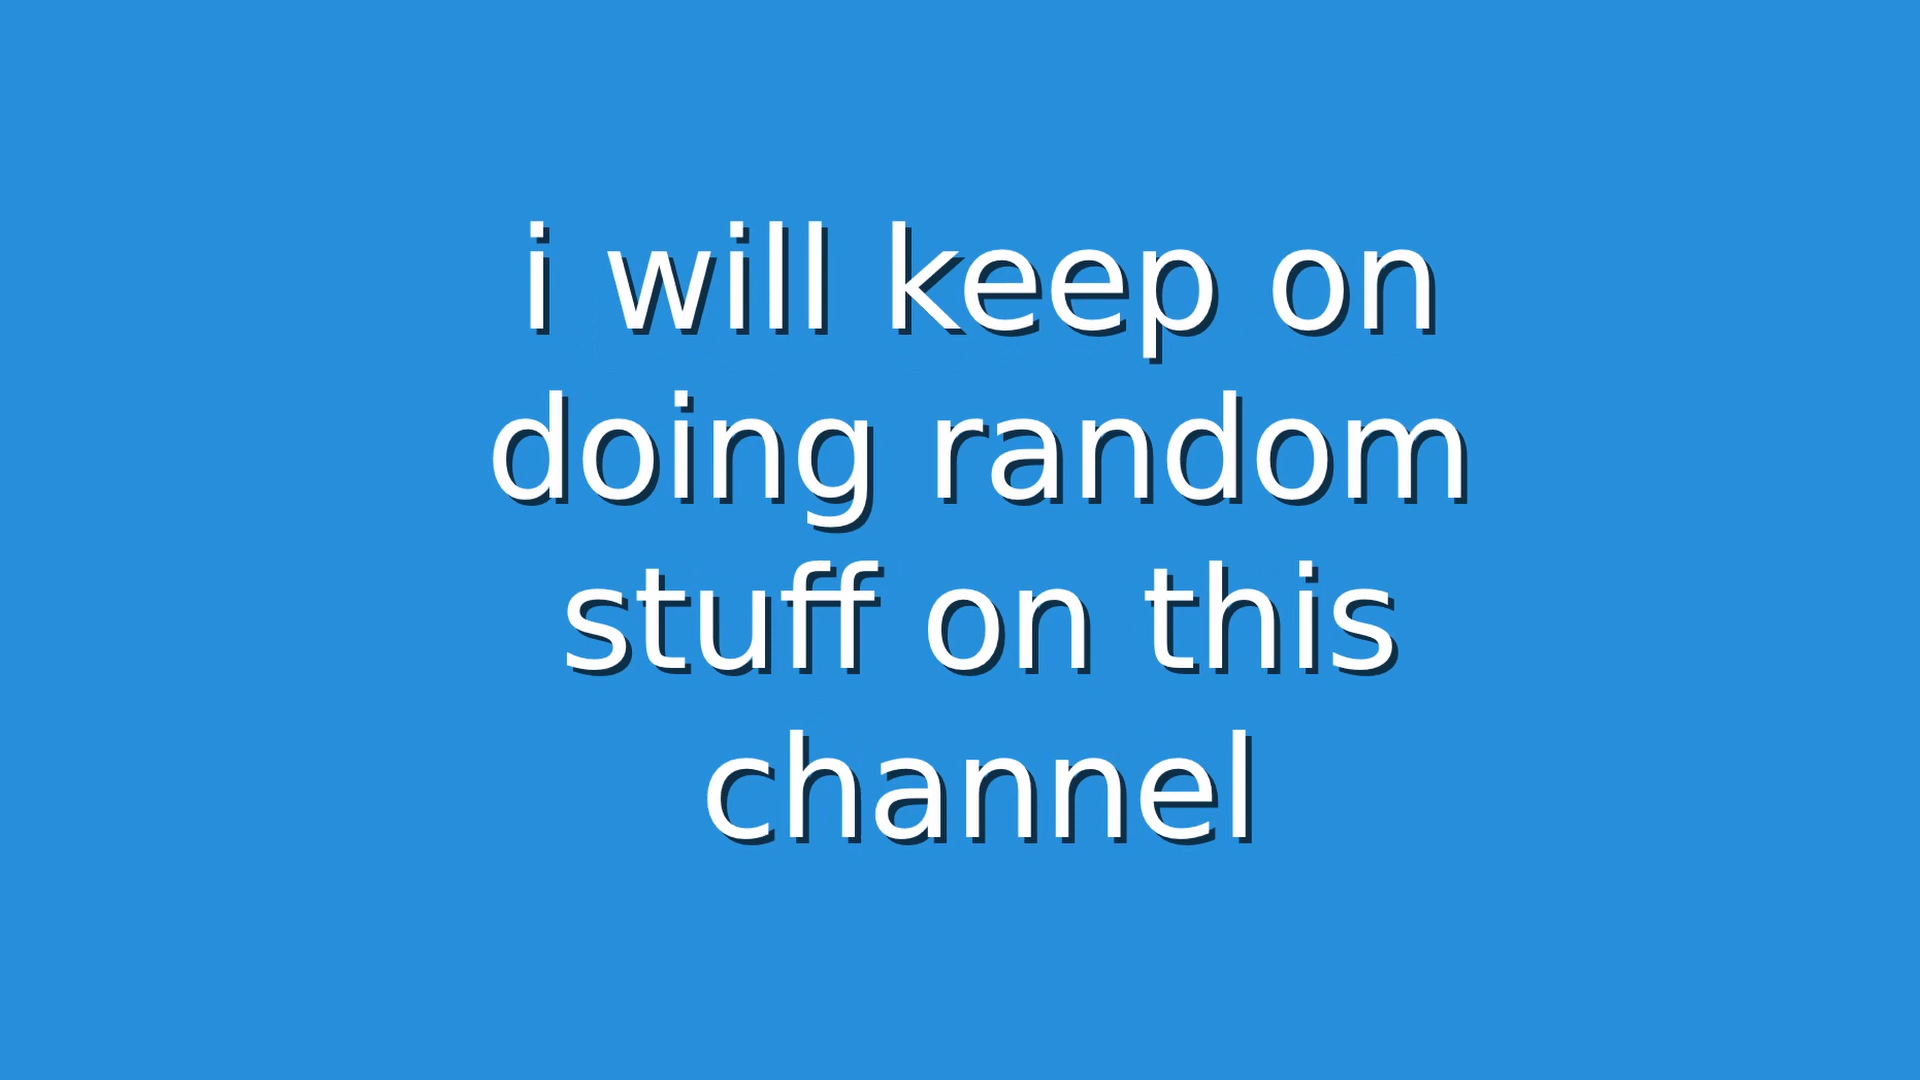 i will keep on
doing random
stuff on this
channel